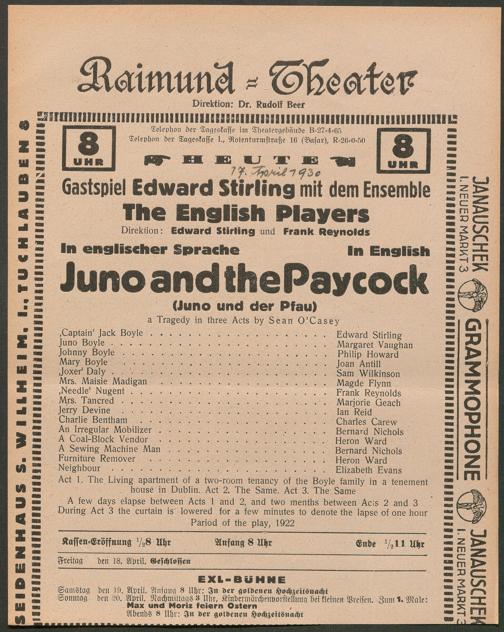 Raimund-Theater
Direktion: Dr. Rudolf Beer
Telephon der Tageskasse im Theatergebäude B-27-4-65
Telephon der Tageskasse I., Rotenturmstraße 16 (Bazar), R-26-0-50
8 UHR
HEUTE
8 UHR
17. April 1930
Gastspiel Edward Stirling mit dem Ensemble
The English Players
Direktion: Edward Stirling und Frank Reynolds
In englischer Sprache In English
Juno and the Paycock
(Juno und der Pfau)
a Tragedy in three Acts by Sean O'Casey
‚Captain' Jack Boyle . . . Edward Stirling
Juno Boyle . . . Margaret Vaughan
Johnny Boyle . . . Philip Howard
Mary Boyle . . . Joan Antill
‚Joxer' Daly . . . Sam Wilkinson
Mrs. Maisie Madigan . . . Magde Flynn
‚Needle' Nugent . . . Frank Reynolds
Mrs. Tancred . . . Marjorie Geach
Jerry Devine . . . Ian Reid
Charlie Bentham . . . Charles Carew
An Irregular Mobilizer . . . Bernard Nichols
A Coal-Block Vendor . . . Heron Ward
A Sewing Machine Man . . . Bernard Nichols
Furniture Remover . . . Heron Ward
Neighbour . . . Elizabeth Evans
Act 1. The Living apartment of a two-room tenancy of the Boyle family in a tenement
house in Dublin. Act 2. The Same. Act 3. The Same
A few days elapse between Acts 1 and 2, and two months between Acts 2 and 3
During Act 3 the curtain is lowered for a few minutes to denote the lapse of one hour
Pariod of the play, 1922
Kassen-Eröffnung ½8 Uhr Anfang 8 Uhr Ende ½11 Uhr
Freitag den 18. April. Geschlossen
EXL-BÜHNE
Samstag den 19. April. Anfang 8 Uhr: In der goldenen Hochzeitsnacht
Sonntag den 20. April. Nachmittags 3 Uhr, Kindermärchenvorstellung bei kleinen Preisen. Zum 1. Male:
Max und Moriz feiern Ostern
Abends 8 Uhr: In der goldenen Hochzeitsnacht
SEIDENHAUS S. WILLHEIM, I., TUCHLAUBEN 8
JANAUSCHEK
I. NEUER MARKT 3
GRAMMOPHONE
JANAUSCHEK
I. NEUER MARKT 3